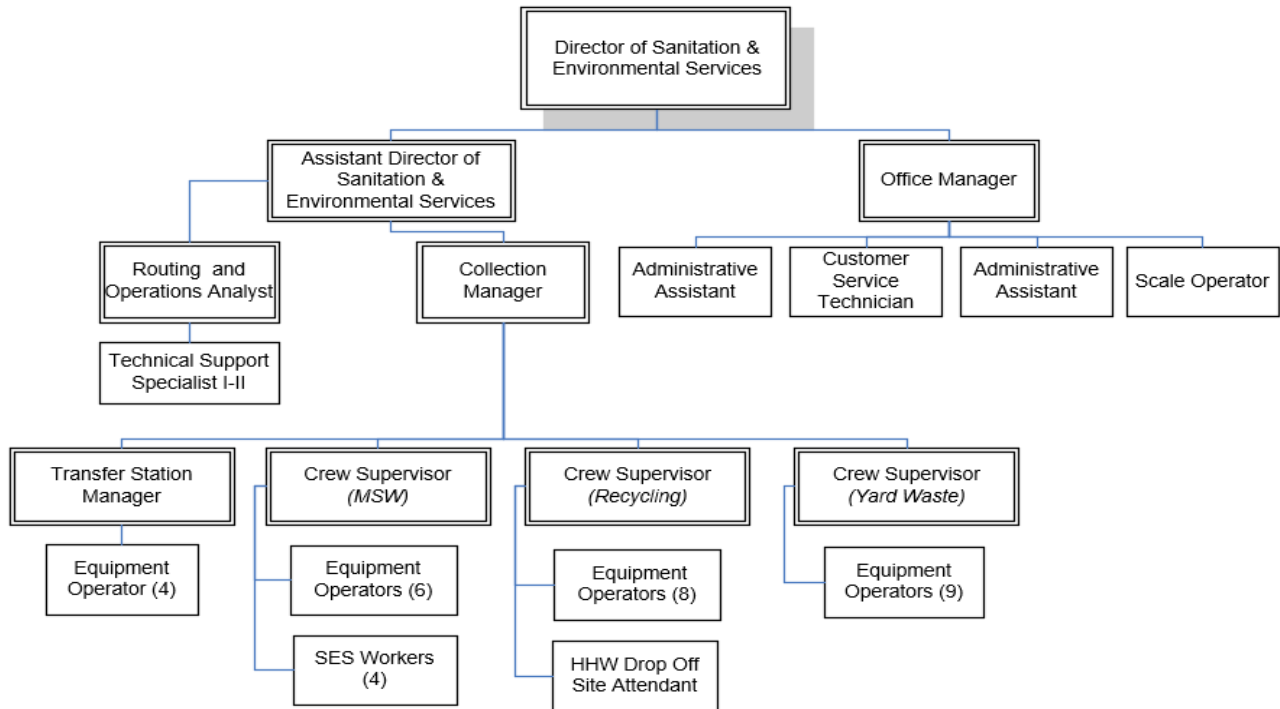 Director of Sanitation &
Environmental Services
Assistant Director of
Sanitation &
Environmental Services
Office Manager
Routing and
Operations Analyst
Collection
Manager
Administrative
Assistant
Customer
Service
Technician
Administrative
Assistant
Scale Operator
Technical Support
Specialist I-II
Transfer Station
Manager
Crew Supervisor
(MSW)
Crew Supervisor
(Recycling)
Crew Supervisor
(Yard Waste)
Equipment
Operator (4)
Equipment
Operators (6)
Equipment
Operators (8)
Equipment
Operators (9)
SES Workers
(4)
HHW Drop Off
Site Attendant